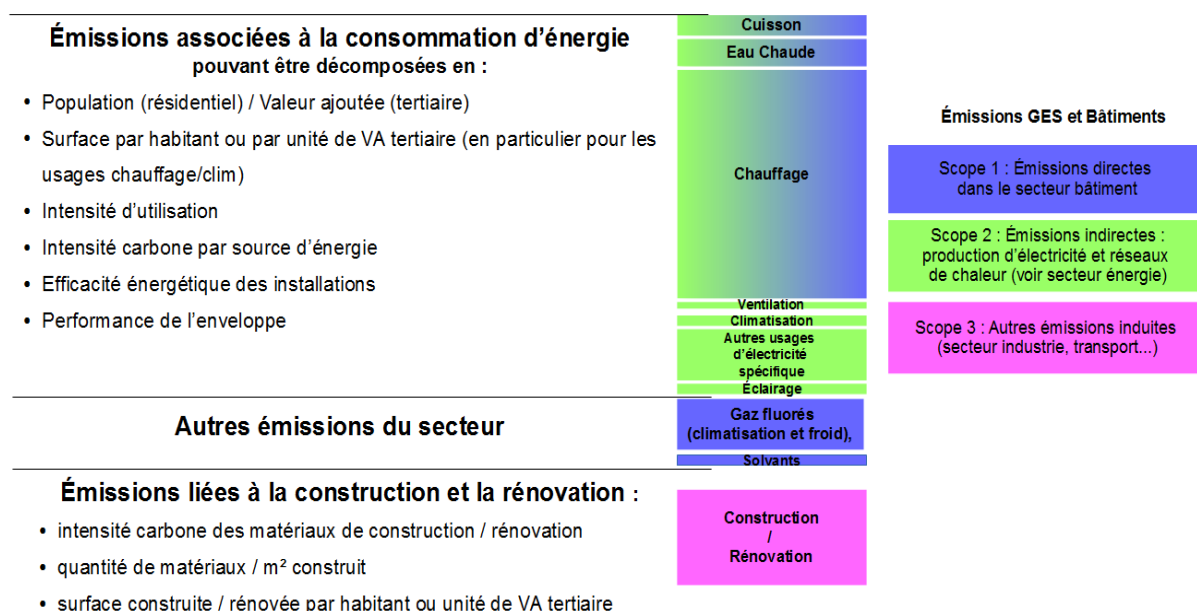 Émissions associées à la consommation d'énergie
pouvant être décomposées en :
• Population (résidentiel) / Valeur ajoutée (tertiaire)
• Surface par habitant ou par unité de VA tertiaire (en particulier pour les
usages chauffage/clim)
• Intensité d'utilisation
• Intensité carbone par source d'énergie
• Efficacité énergétique des installations
• Performance de l'enveloppe
Autres émissions du secteur
Émissions liées à la construction et la rénovation :
• intensité carbone des matériaux de construction / rénovation
• quantité de matériaux / m² construit
• surface construite / rénovée par habitant ou unité de VA tertiaire
Cuisson
Eau Chaude
Chauffage
Ventilation
Climatisation
Autres usages
d'électricité
spécifique
Éclairage
Gaz fluorés
(climatisation et froid),
Solvants
Construction
/
Rénovation
Émissions GES et Bâtiments
Scope 1 : Émissions directes
dans le secteur bâtiment
Scope 2 : Émissions indirectes :
production d'électricité et réseaux
de chaleur (voir secteur énergie)
Scope 3 : Autres émissions induites
(secteur industrie, transport...)